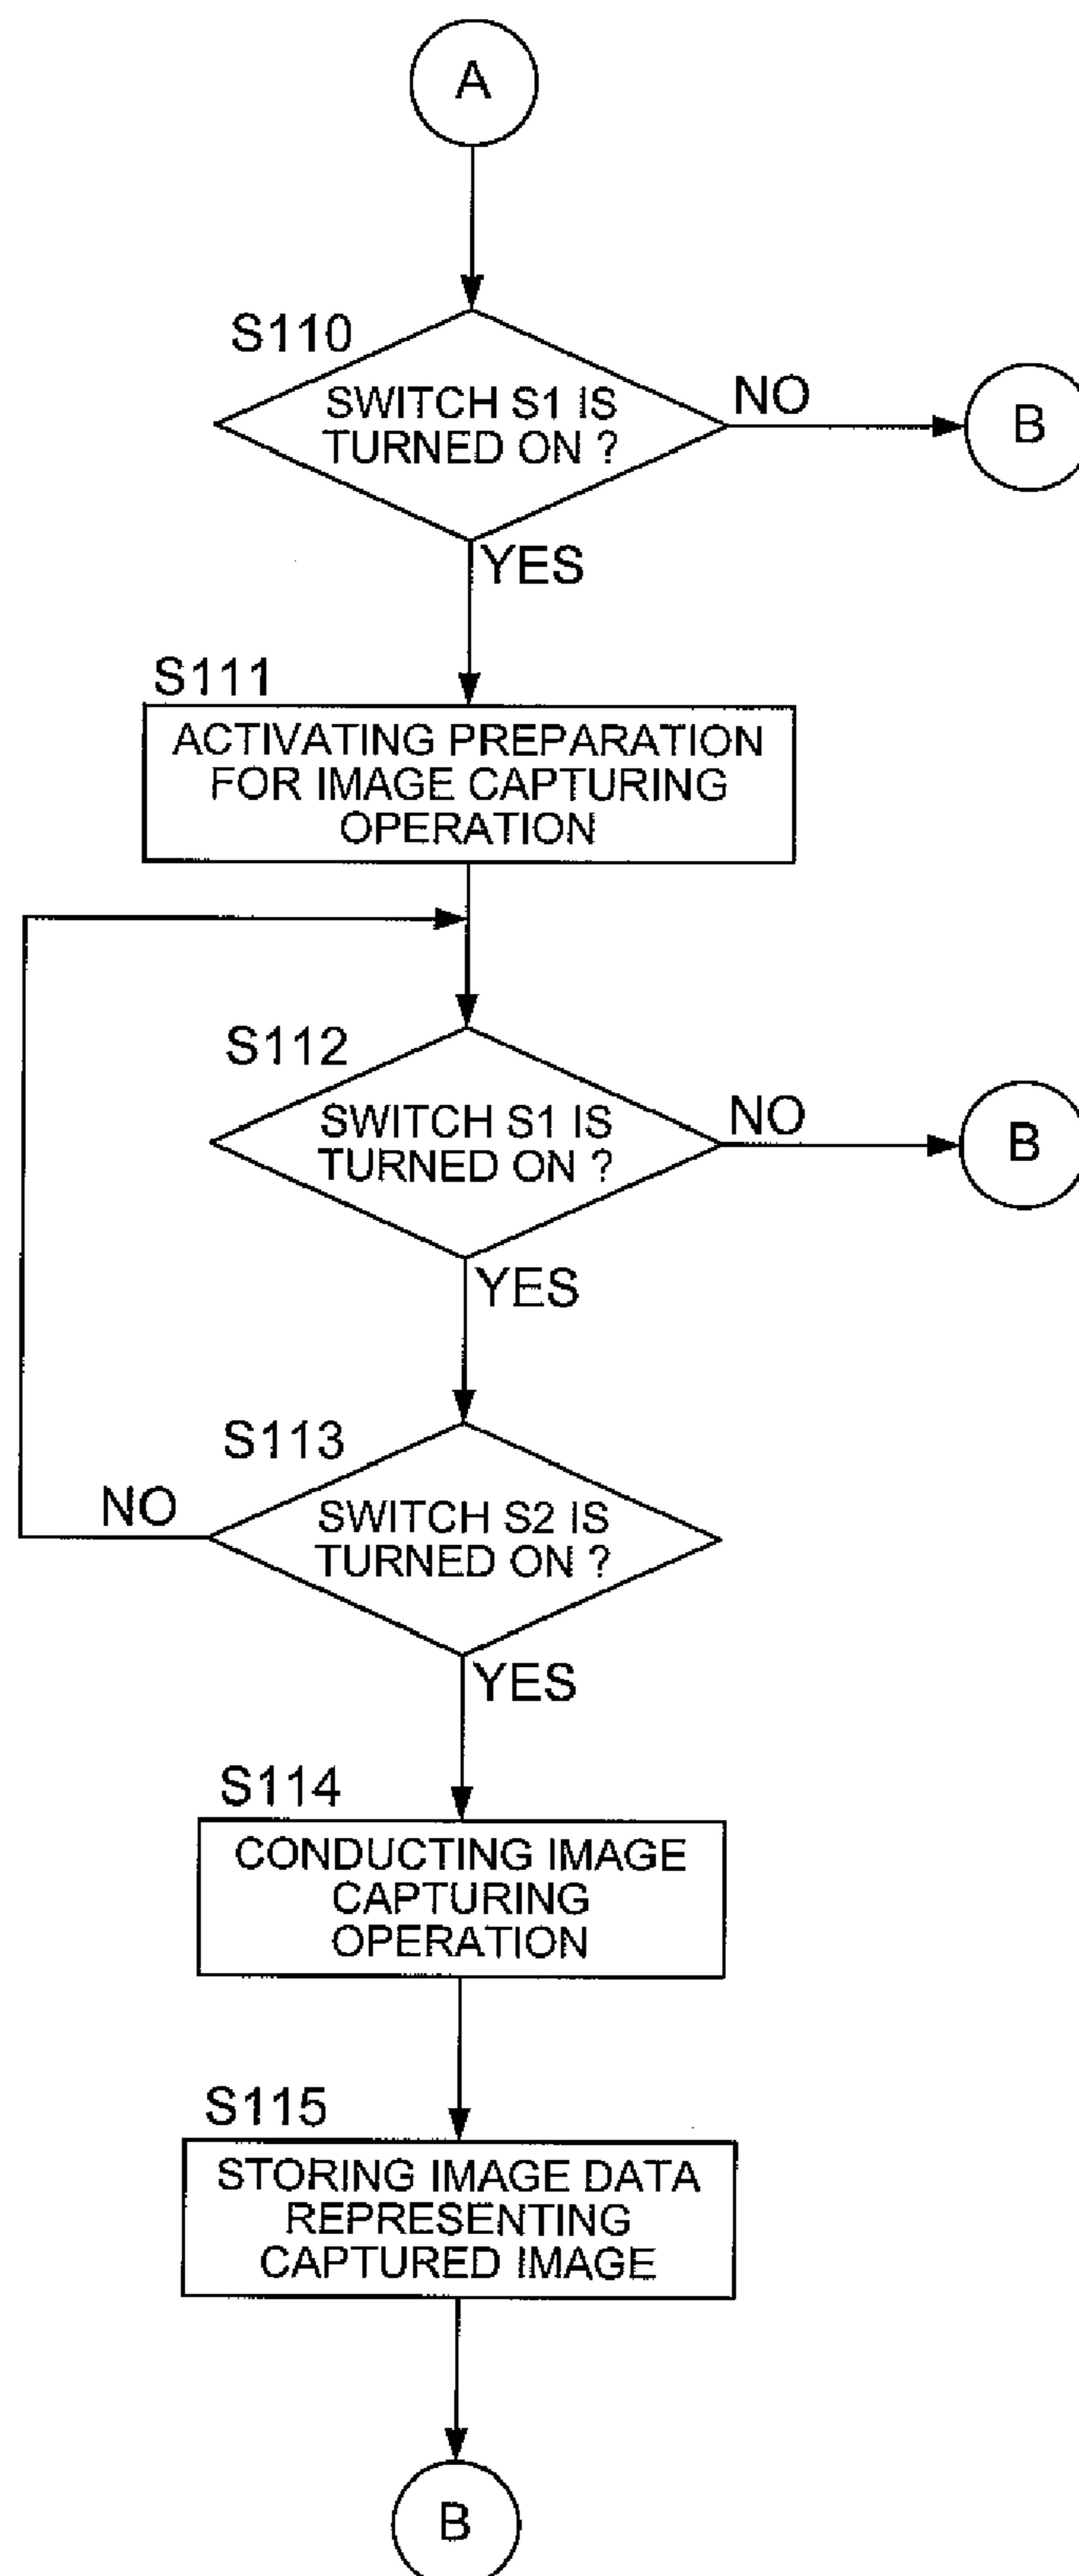 A
S110
SWITCH S1 IS
TURNED ON ?
NO
B
YES
S111
ACTIVATING PREPARATION
FOR IMAGE CAPTURING
OPERATION
S112
SWITCH S1 IS
TURNED ON ?
NO
B
YES
S113
SWITCH S2 IS
TURNED ON ?
NO
YES
S114
CONDUCTING IMAGE
CAPTURING
OPERATION
S115
STORING IMAGE DATA
REPRESENTING
CAPTURED IMAGE
B